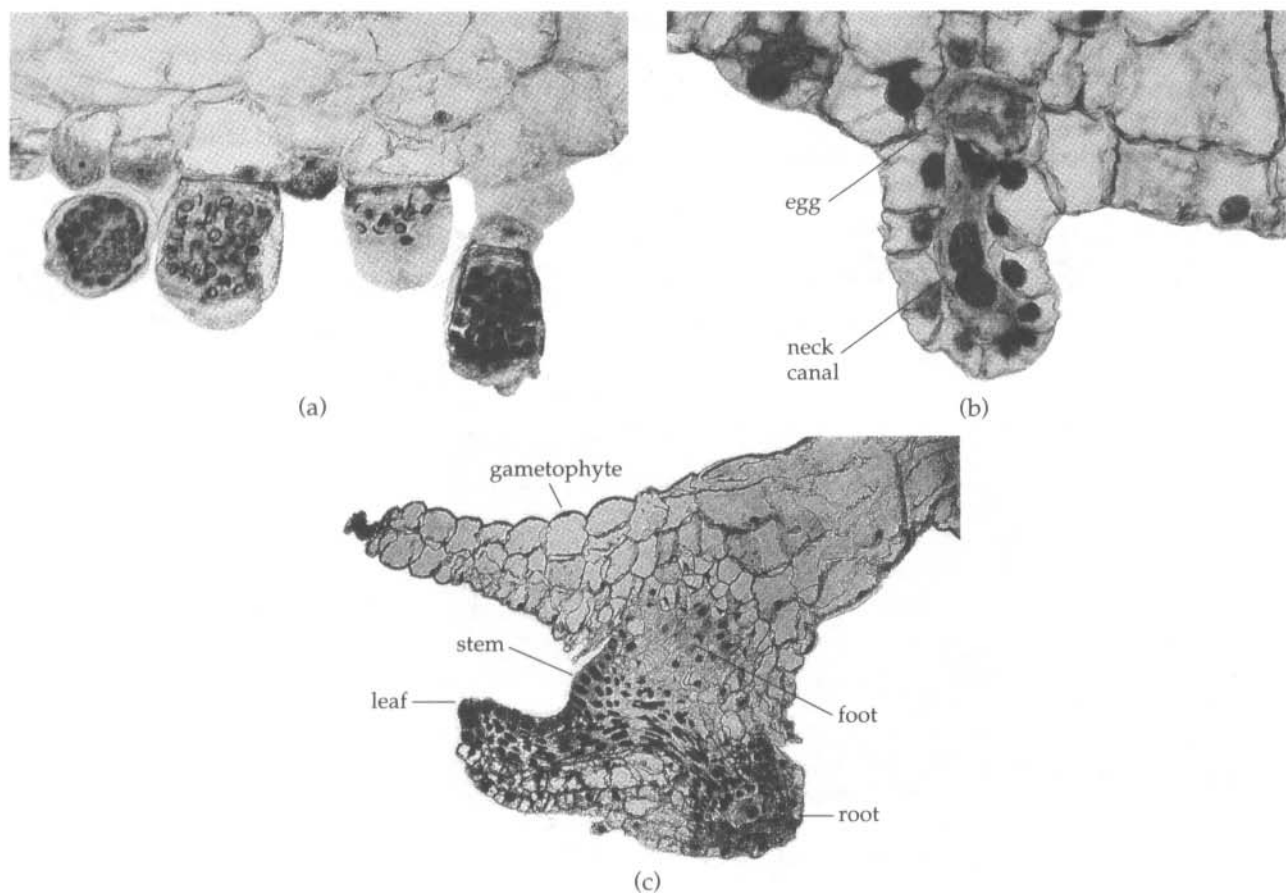 (a)
egg
neck
canal
(b)
gametophyte
stem
leaf
foot
root
(c)